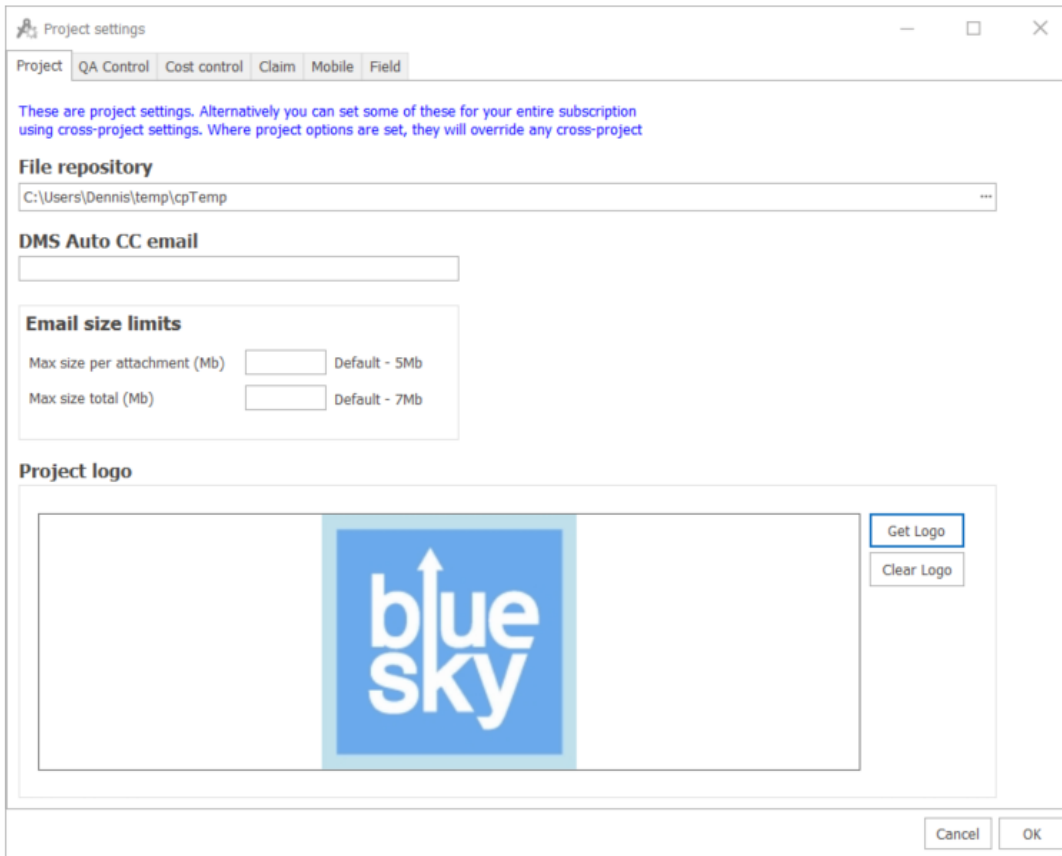 Project settings
Project QA Control Cost control Claim Mobile Field
These are project settings. Alternatively you can set some of these for your entire subscription
using cross-project settings. Where project options are set, they will override any cross-project
File repository
C:\Users\Dennis\temp\cpTemp ...
DMS Auto CC email
Email size limits
Max size per attachment (Mb) Default - 5Mb
Max size total (Mb) Default - 7Mb
Project logo
blue
sky
Get Logo
Clear Logo
Cancel OK